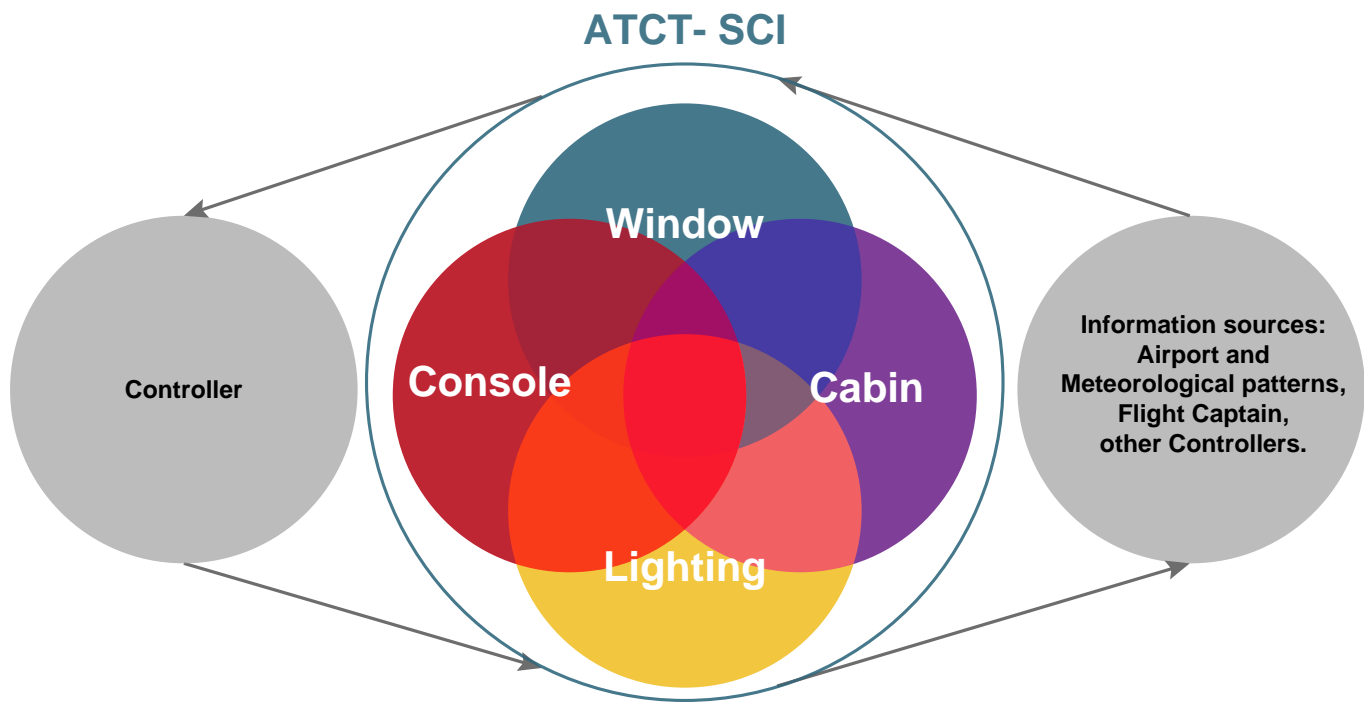 ATCT- SCI
Window
Console
Cabin
Lighting
Controller
Information sources:
Airport and
Meteorological patterns,
Flight Captain,
other Controllers.